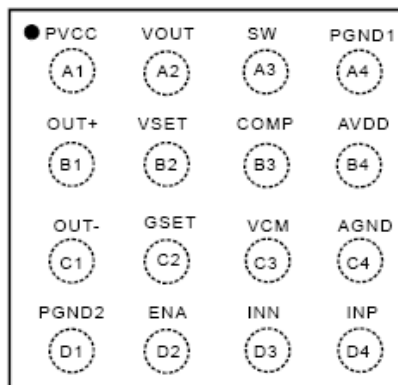 PVCC VOUT SW PGND1
A1 A2 A3 A4
OUT+ VSET COMP AVDD
B1 B2 B3 B4
OUT- GSET VCM AGND
C1 C2 C3 C4
PGND2 ENA INN INP
D1 D2 D3 D4